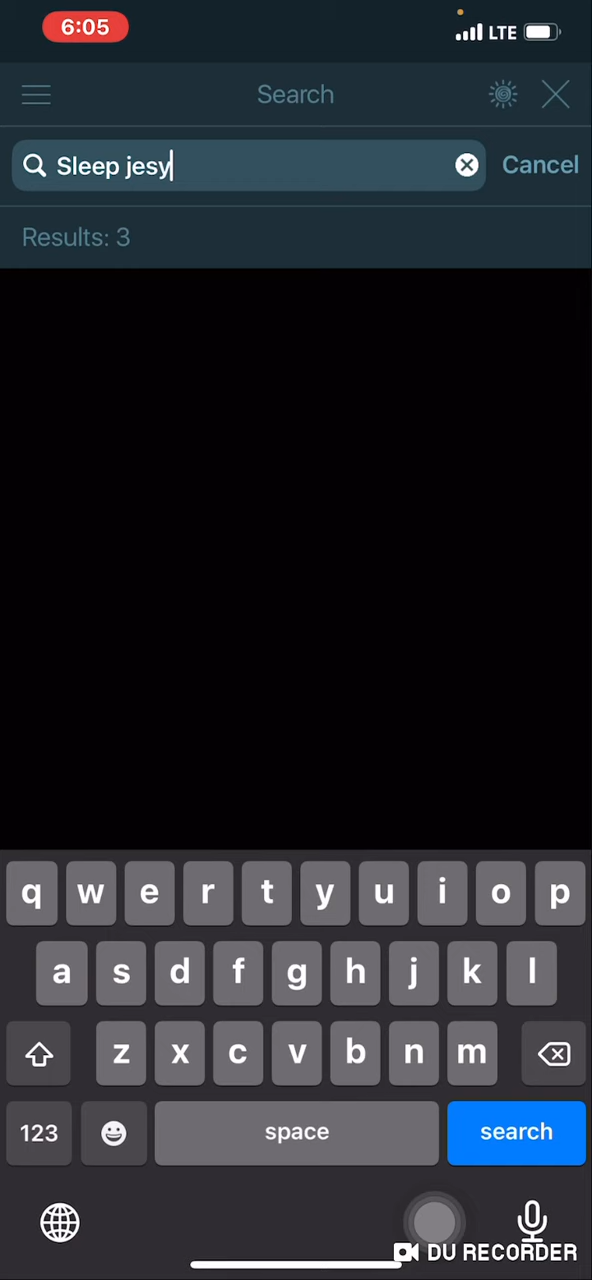 6:05
LTE
Search
Sleep jesy
Cancel
Results: 3
q w e r t y u i o p
a s d f g h j k l
z x c v b n m
123
space
search
DU RECORDER